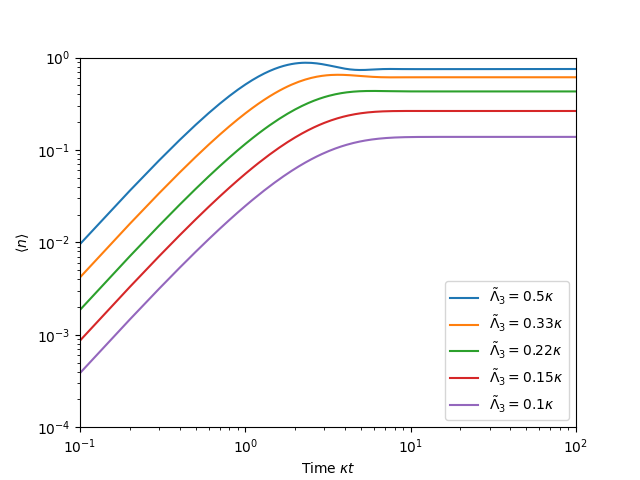 10⁰
10⁻¹
10⁻²
10⁻³
10⁻⁴
⟨n⟩
Λ̃₃ = 0.5κ
Λ̃₃ = 0.33κ
Λ̃₃ = 0.22κ
Λ̃₃ = 0.15κ
Λ̃₃ = 0.1κ
10⁻¹ 10⁰ 10¹ 10²
Time κt